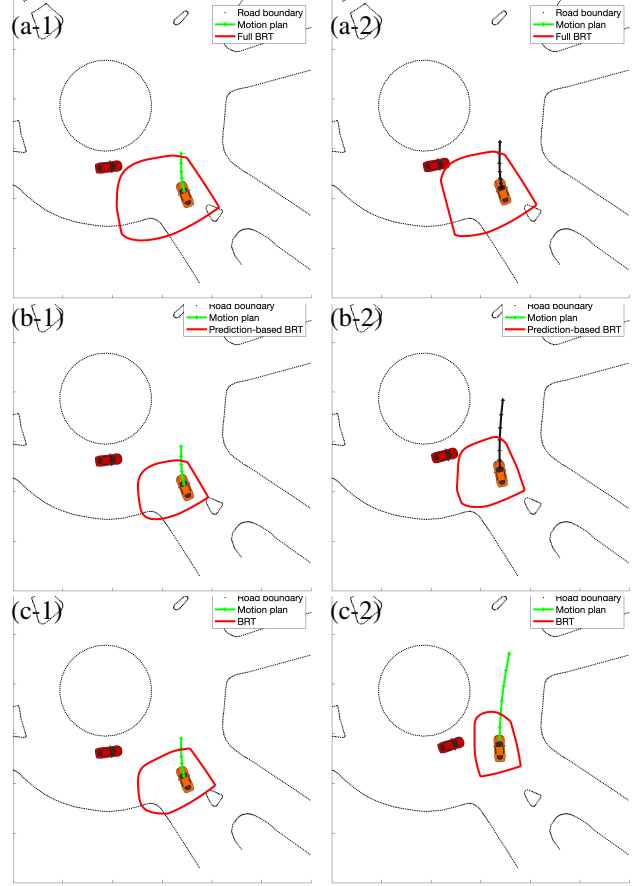 (a-1)
Road boundary
Motion plan
Full BRT
(a-2)
Road boundary
Motion plan
Full BRT
(b-1)
Road boundary
Motion plan
Prediction-based BRT
(b-2)
Road boundary
Motion plan
Prediction-based BRT
(c-1)
Road boundary
Motion plan
BRT
(c-2)
Road boundary
Motion plan
BRT